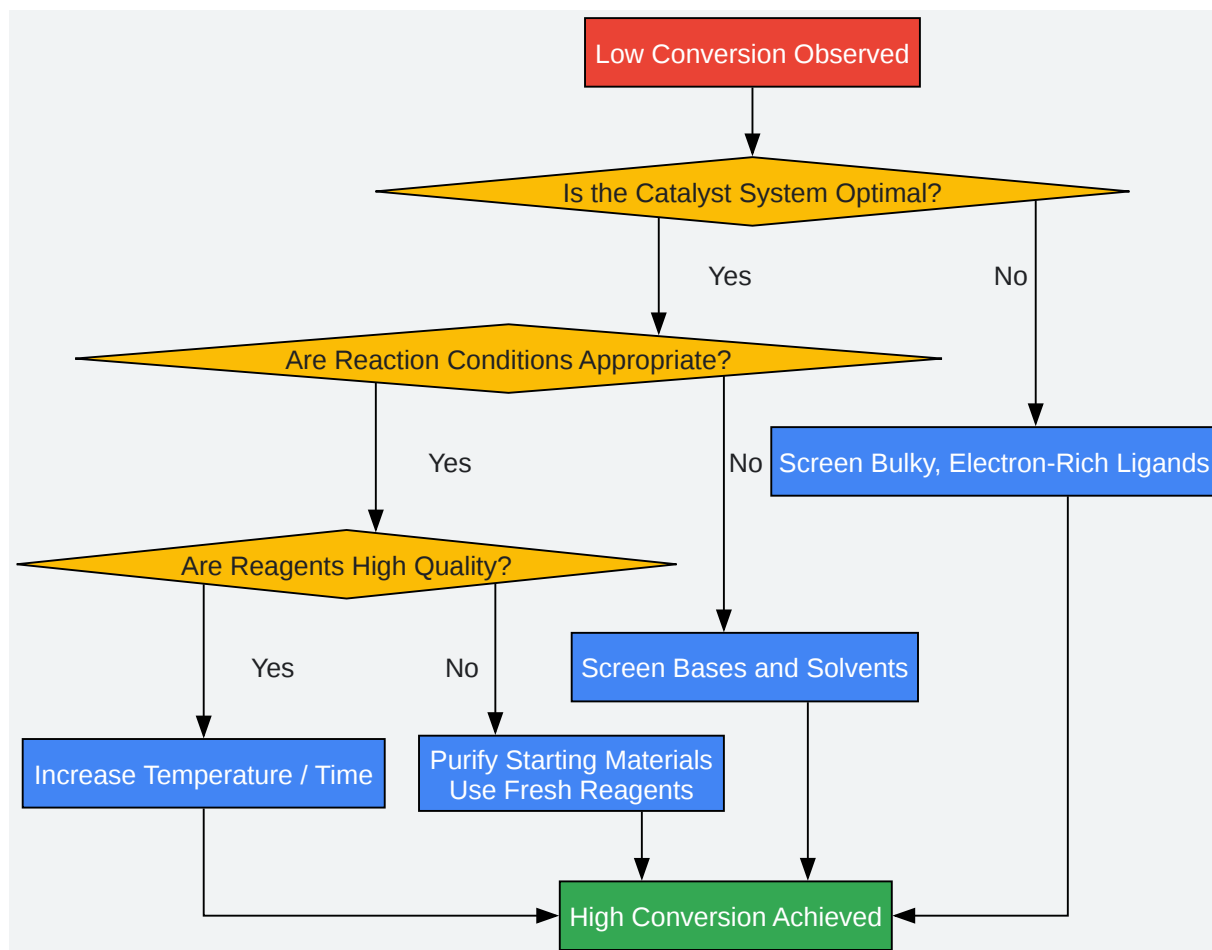 Low Conversion Observed
Is the Catalyst System Optimal?
Yes
No
Are Reaction Conditions Appropriate?
Yes
No
Screen Bulky, Electron-Rich Ligands
Are Reagents High Quality?
Yes
No
Screen Bases and Solvents
Increase Temperature / Time
Purify Starting Materials
Use Fresh Reagents
High Conversion Achieved